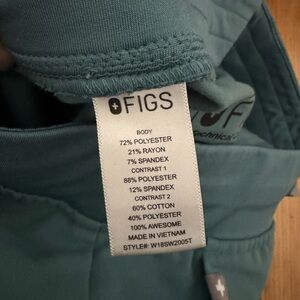 FIGS
BODY
72% POLYESTER
21% RAYON
7% SPANDEX
CONTRAST 1
88% POLYESTER
12% SPANDEX
CONTRAST 2
60% COTTON
40% POLYESTER
100% AWESOME
MADE IN VIETNAM
STYLE#: W18SW2005T